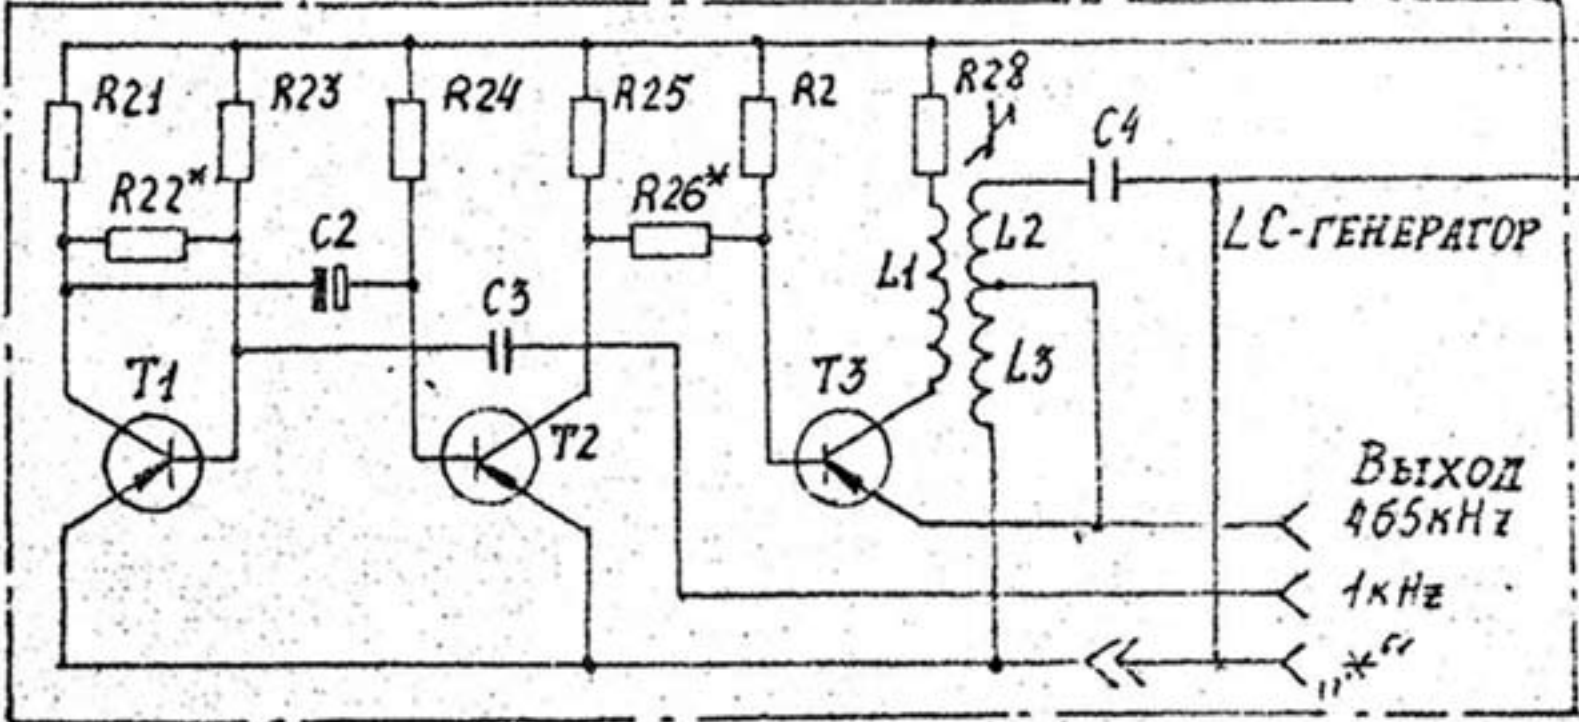 R21
R23
R24
R25
R2
R28
C4
R22*
R26*
C2
L2
LC-ГЕНЕРАТОР
L1
C3
L3
T1
T3
T2
ВЫХОД
465кHz
1кHz
„*“